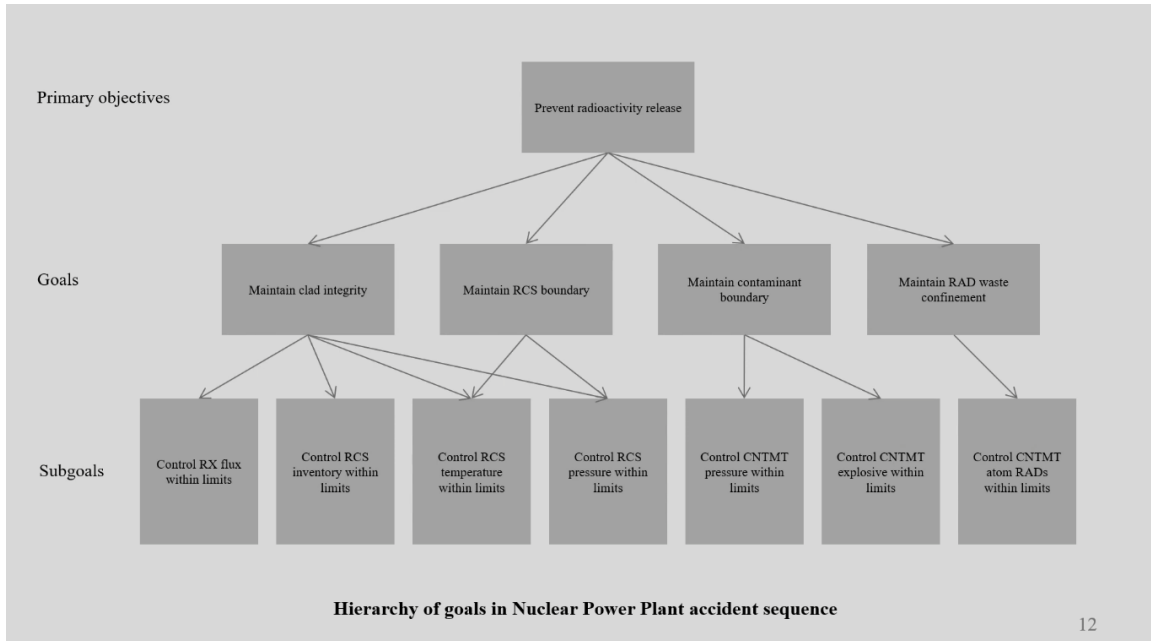 Primary objectives
Prevent radioactivity release
Goals
Maintain clad integrity
Maintain RCS boundary
Maintain contaminant
boundary
Maintain RAD waste
confinement
Subgoals
Control RX flux
within limits
Control RCS
inventory within
limits
Control RCS
temperature
within limits
Control RCS
pressure within
limits
Control CNTMT
pressure within
limits
Control CNTMT
explosive within
limits
Control CNTMT
atom RADs
within limits
Hierarchy of goals in Nuclear Power Plant accident sequence
12